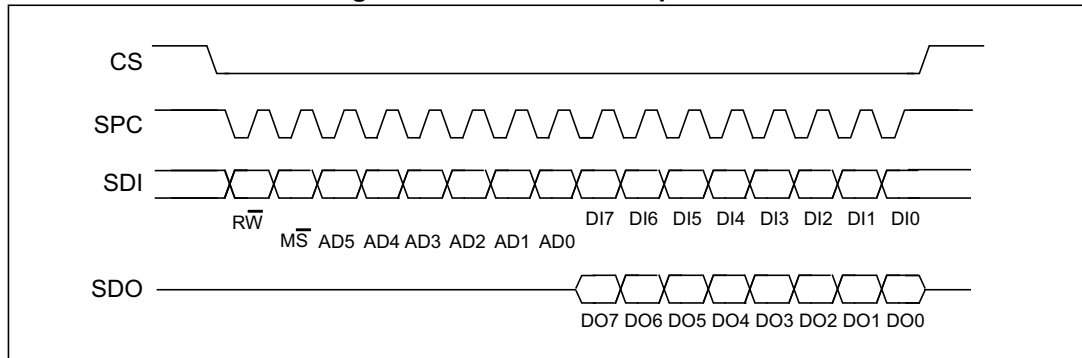 CS
SPC
SDI
RW̅
MS̅ AD5 AD4 AD3 AD2 AD1 AD0
DI7 DI6 DI5 DI4 DI3 DI2 DI1 DI0
SDO
DO7 DO6 DO5 DO4 DO3 DO2 DO1 DO0